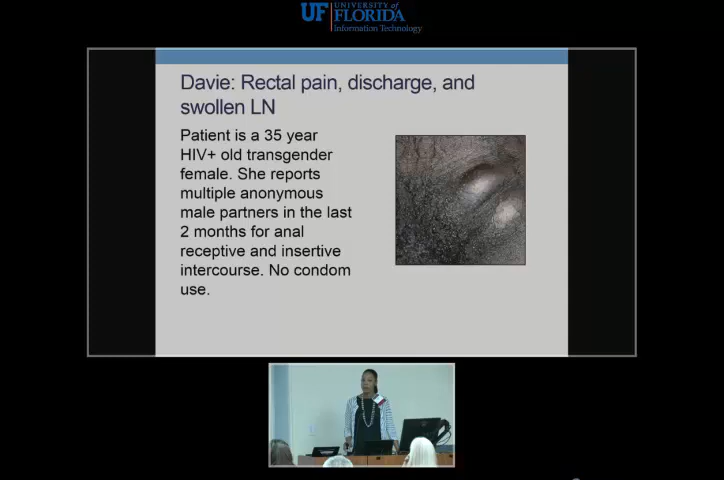 UF UNIVERSITY of
FLORIDA
Information Technology
Davie: Rectal pain, discharge, and
swollen LN
Patient is a 35 year
HIV+ old transgender
female. She reports
multiple anonymous
male partners in the last
2 months for anal
receptive and insertive
intercourse. No condom
use.